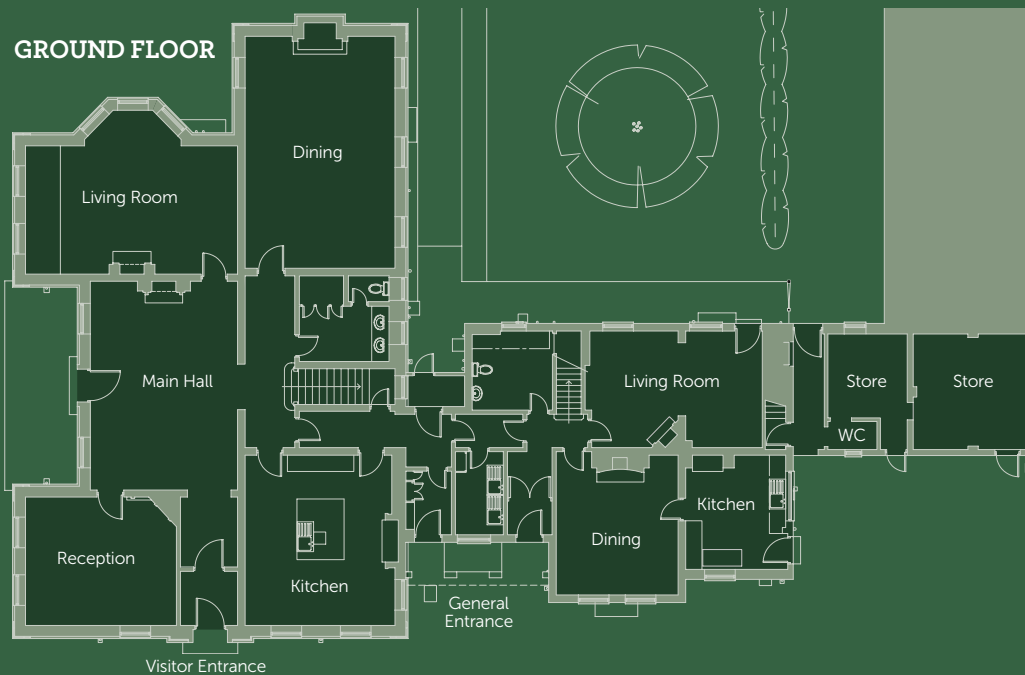 GROUND FLOOR
Dining
Living Room
Main Hall
Living Room
Store
Store
WC
Kitchen
Reception
Dining
Kitchen
General
Entrance
Visitor Entrance